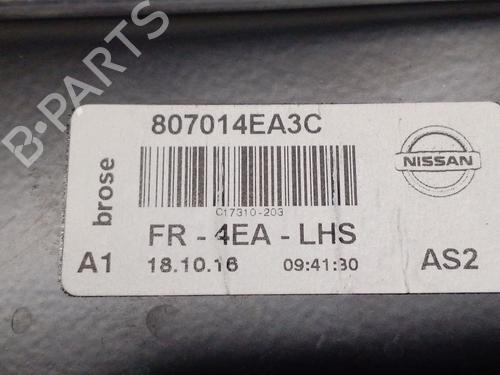 B-PARTS
807014EA3C
brose
NISSAN
C17310-203
FR - 4EA - LHS
A1
18.10.16
09:41:30
AS2